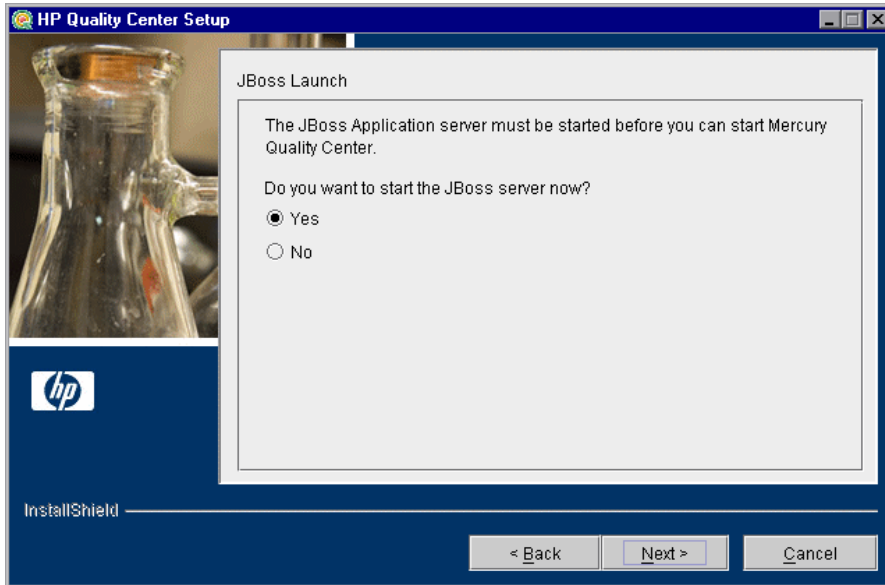 HP Quality Center Setup
JBoss Launch
The JBoss Application server must be started before you can start Mercury
Quality Center.
Do you want to start the JBoss server now?
Yes
No
hp
InstallShield
< Back
Next >
Cancel